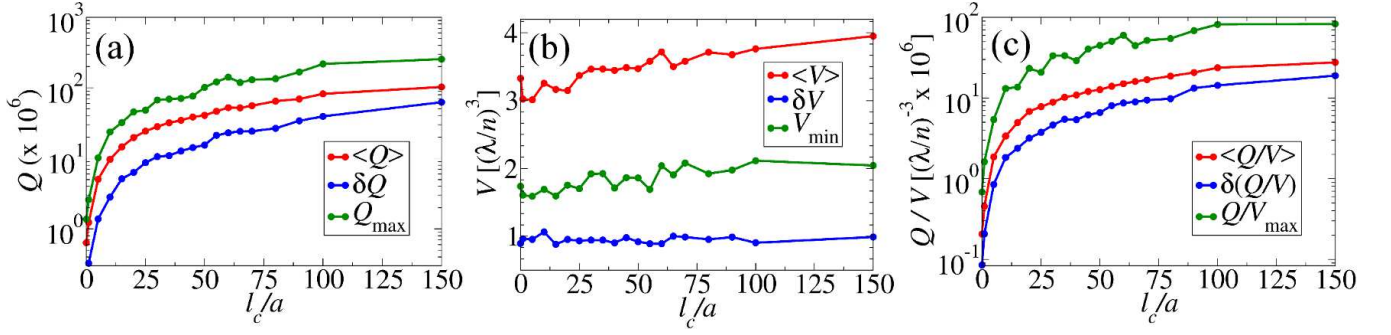 (a)
Q (x 10^6)
10^3
10^2
10^1
10^0
<Q>
δQ
Q_max
0 25 50 75 100 125 150
l_c/a
(b)
V [(λ/n)^3]
4
3
2
1
<V>
δV
V_min
0 25 50 75 100 125 150
l_c/a
(c)
Q / V [(λ/n)^-3 x 10^6]
10^2
10^1
10^0
10^-1
<Q/V>
δ(Q/V)
Q/V_max
0 25 50 75 100 125 150
l_c/a